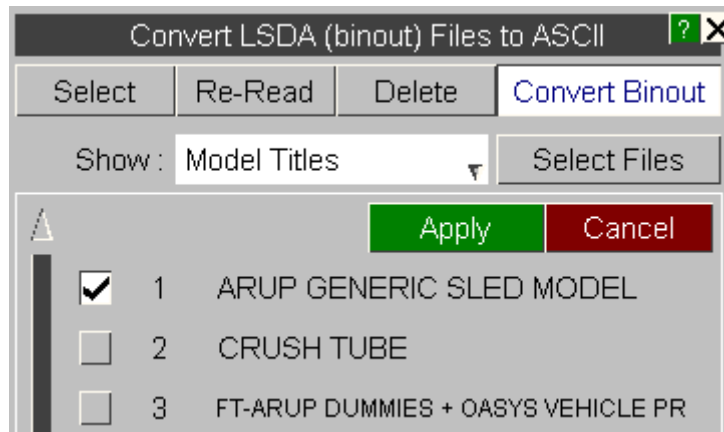 Convert LSDA (binout) Files to ASCII ? X
Select Re-Read Delete Convert Binout
Show : Model Titles Select Files
Apply Cancel
1 ARUP GENERIC SLED MODEL
2 CRUSH TUBE
3 FT-ARUP DUMMIES + OASYS VEHICLE PR